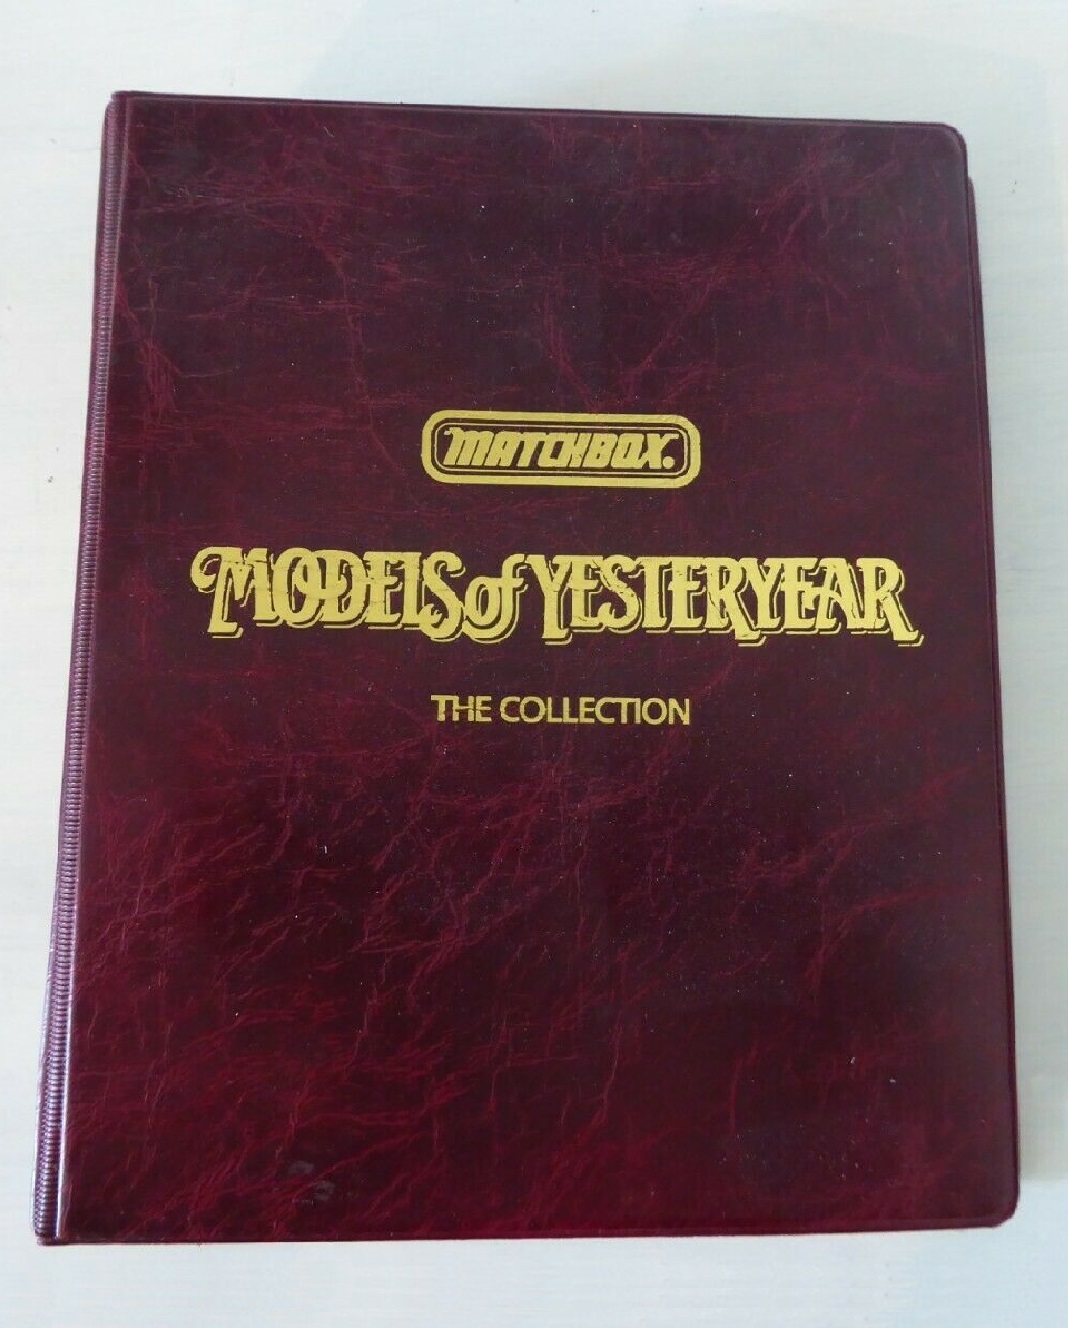 MATCHBOX.
MODELS of YESTERYEAR
THE COLLECTION